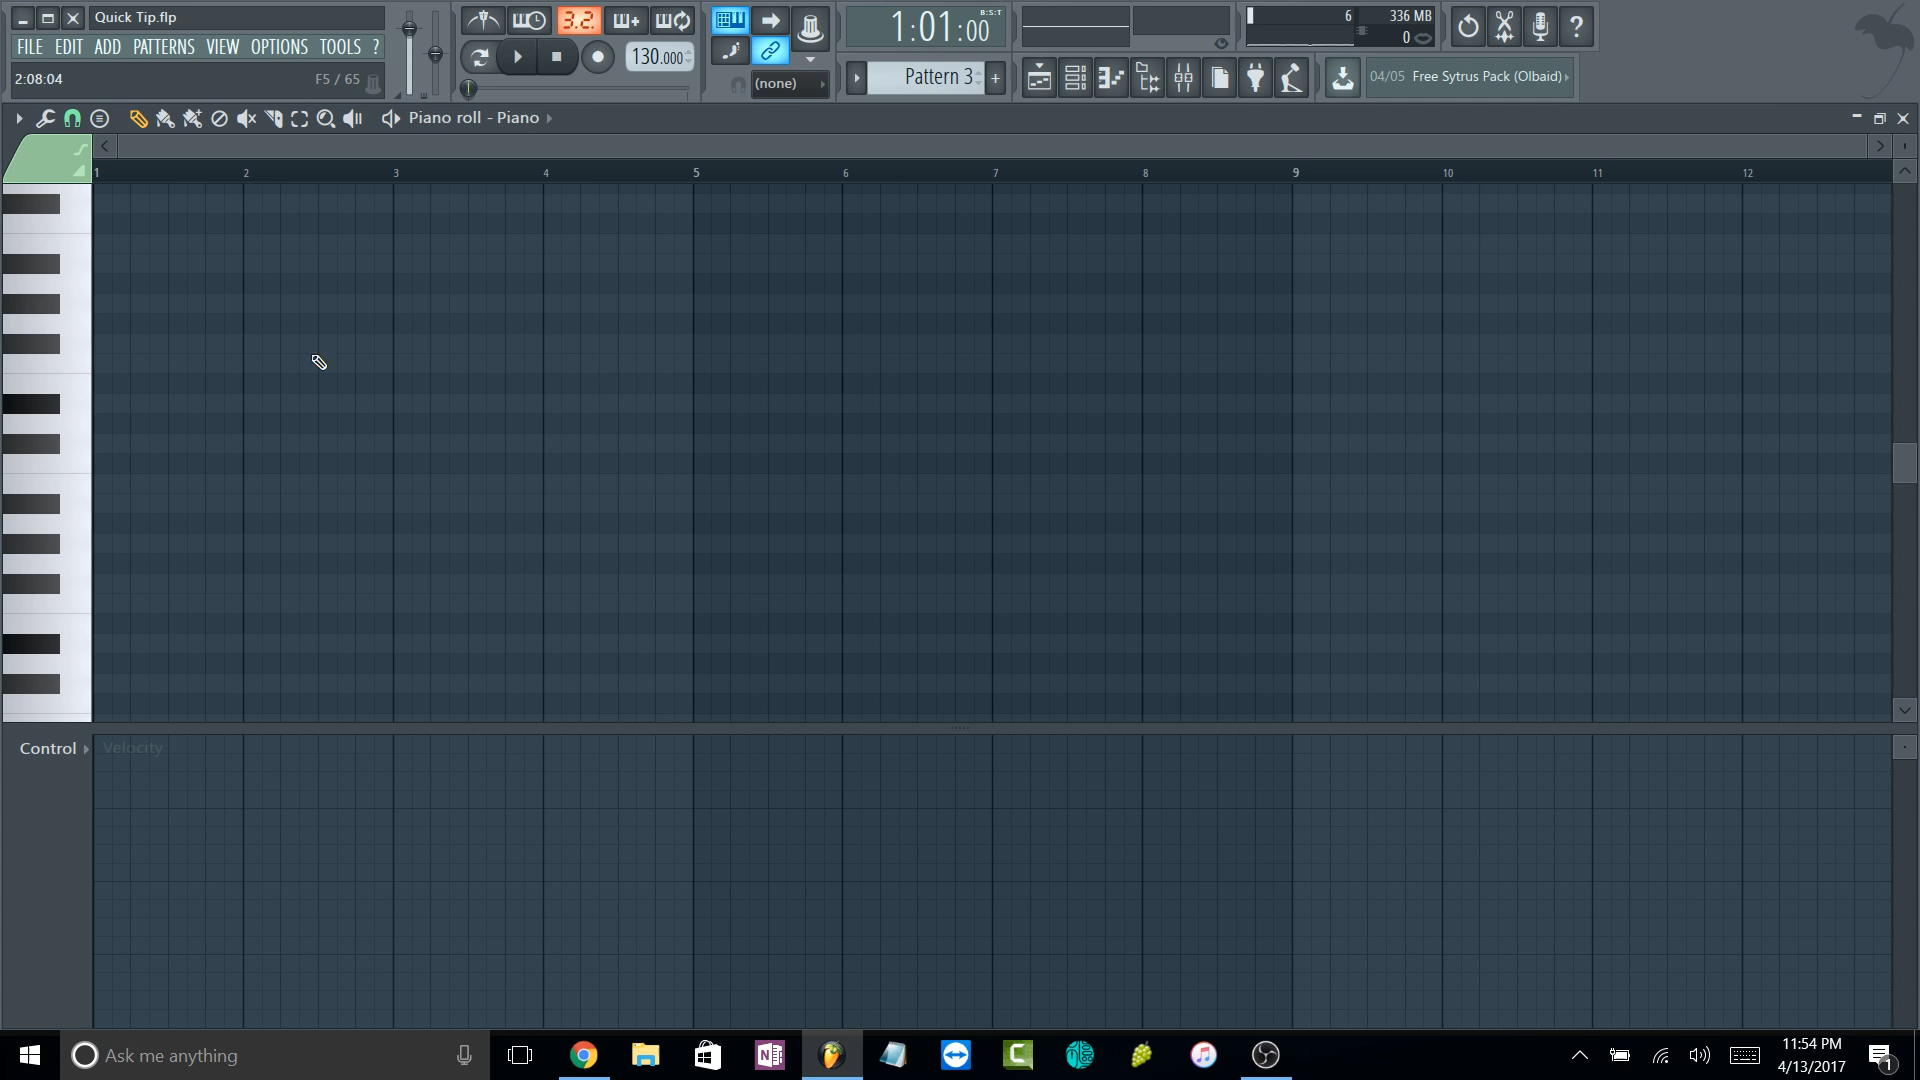 Quick Tip.flp
FILE EDIT ADD PATTERNS VIEW OPTIONS TOOLS ?
2:08:04 F5 / 65
3.2.
130.000
(none)
1:01:00
B:S:T
Pattern 3
+
6 336 MB
0
?
04/05 Free Sytrus Pack (Olbaid)
Piano roll - Piano
1 2 3 4 5 6 7 8 9 10 11 12
Control Velocity
Ask me anything
N
C
11:54 PM
4/13/2017
1